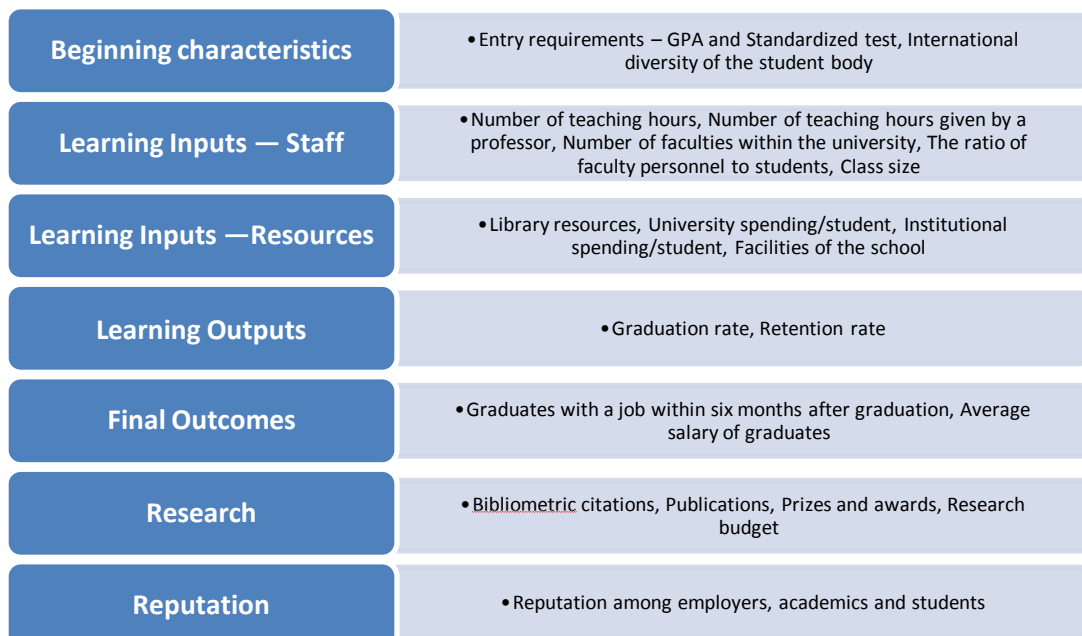 Beginning characteristics
•Entry requirements – GPA and Standardized test, International
diversity of the student body
Learning Inputs — Staff
•Number of teaching hours, Number of teaching hours given by a
professor, Number of faculties within the university, The ratio of
faculty personnel to students, Class size
Learning Inputs —Resources
•Library resources, University spending/student, Institutional
spending/student, Facilities of the school
Learning Outputs
•Graduation rate, Retention rate
Final Outcomes
•Graduates with a job within six months after graduation, Average
salary of graduates
Research
•Bibliometric citations, Publications, Prizes and awards, Research
budget
Reputation
•Reputation among employers, academics and students